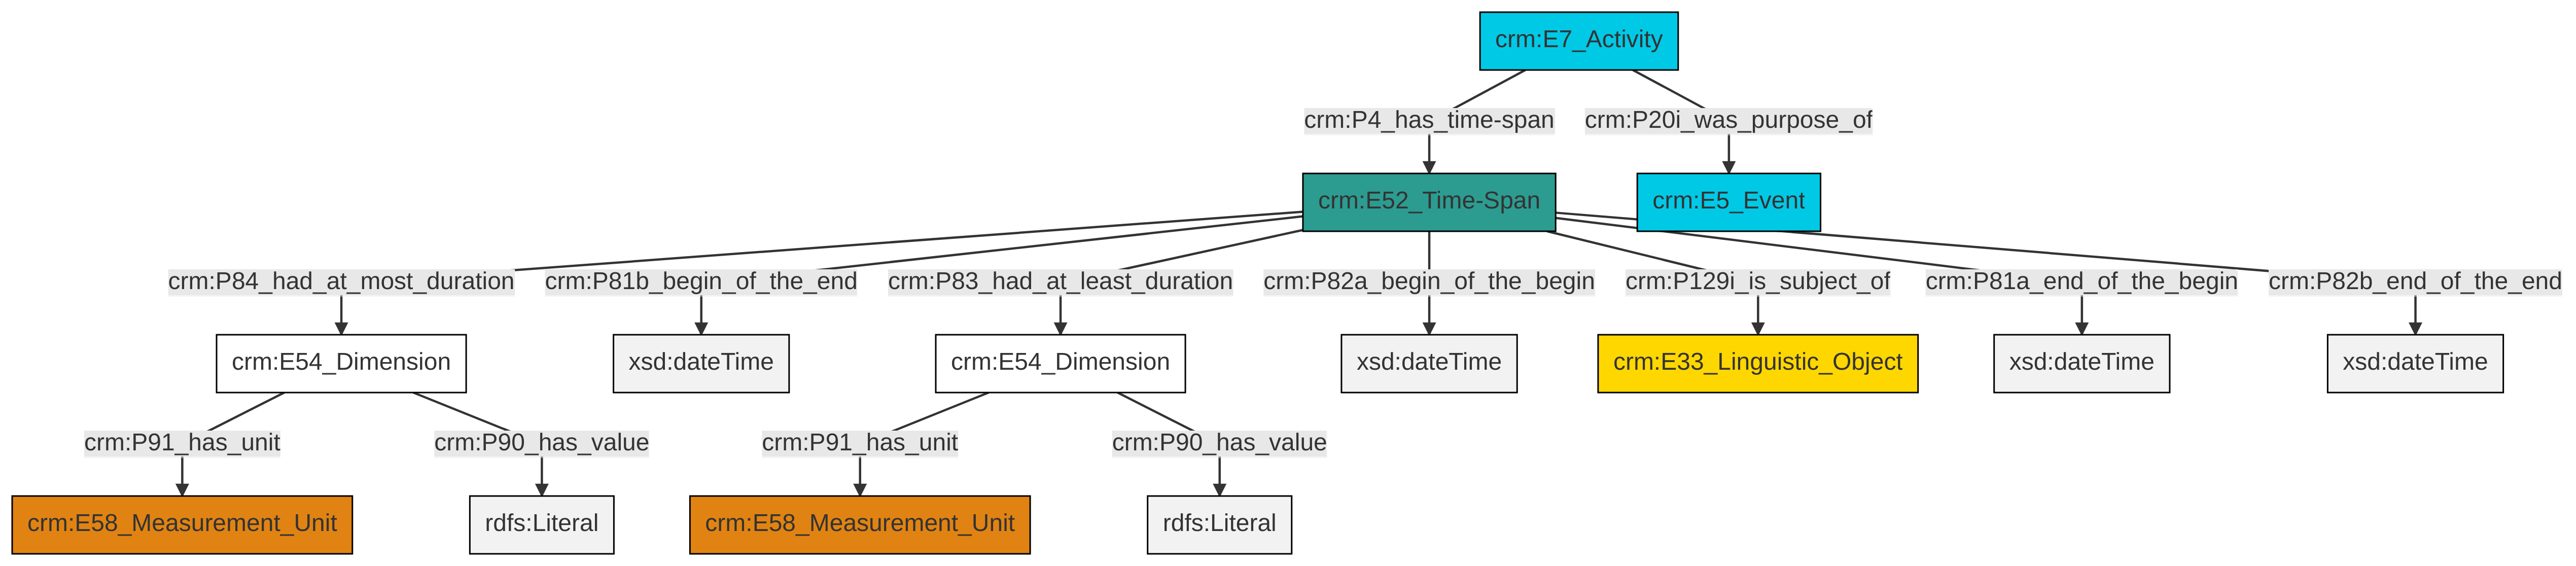 crm:E7_Activity
crm:P4_has_time-span
crm:P20i_was_purpose_of
crm:E52_Time-Span
crm:E5_Event
crm:P84_had_at_most_duration
crm:P81b_begin_of_the_end
crm:P83_had_at_least_duration
crm:P82a_begin_of_the_begin
crm:P129i_is_subject_of
crm:P81a_end_of_the_begin
crm:P82b_end_of_the_end
crm:E54_Dimension
xsd:dateTime
crm:E54_Dimension
xsd:dateTime
crm:E33_Linguistic_Object
xsd:dateTime
xsd:dateTime
crm:P91_has_unit
crm:P90_has_value
crm:P91_has_unit
crm:P90_has_value
crm:E58_Measurement_Unit
rdfs:Literal
crm:E58_Measurement_Unit
rdfs:Literal